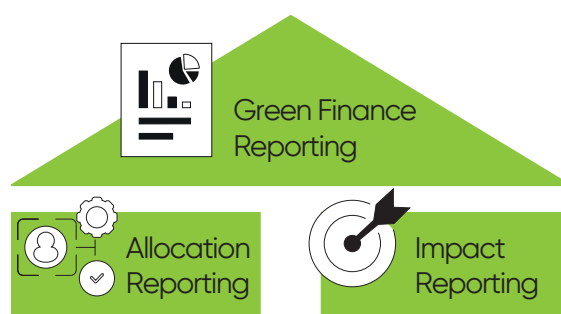 Green Finance
Reporting
Allocation
Reporting
Impact
Reporting